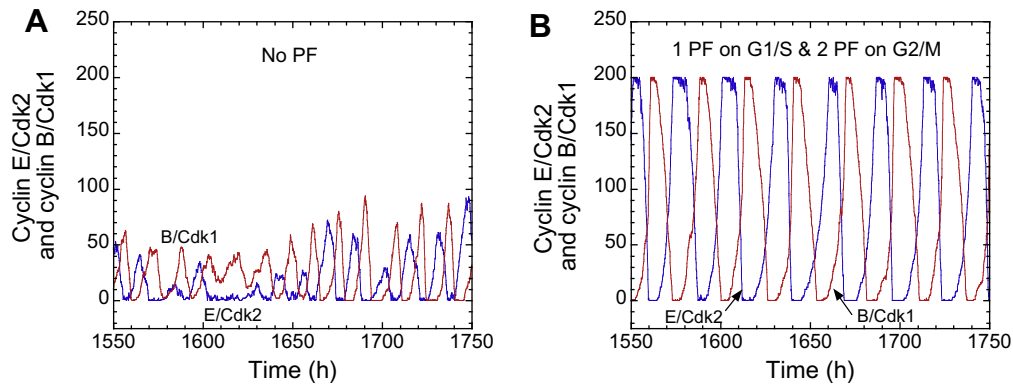 A
No PF
Cyclin E/Cdk2
and cyclin B/Cdk1
250
200
150
100
50
0
B/Cdk1
E/Cdk2
1550
1600
1650
1700
1750
Time (h)
B
1 PF on G1/S & 2 PF on G2/M
Cyclin E/Cdk2
and cyclin B/Cdk1
250
200
150
100
50
0
E/Cdk2
B/Cdk1
1550
1600
1650
1700
1750
Time (h)